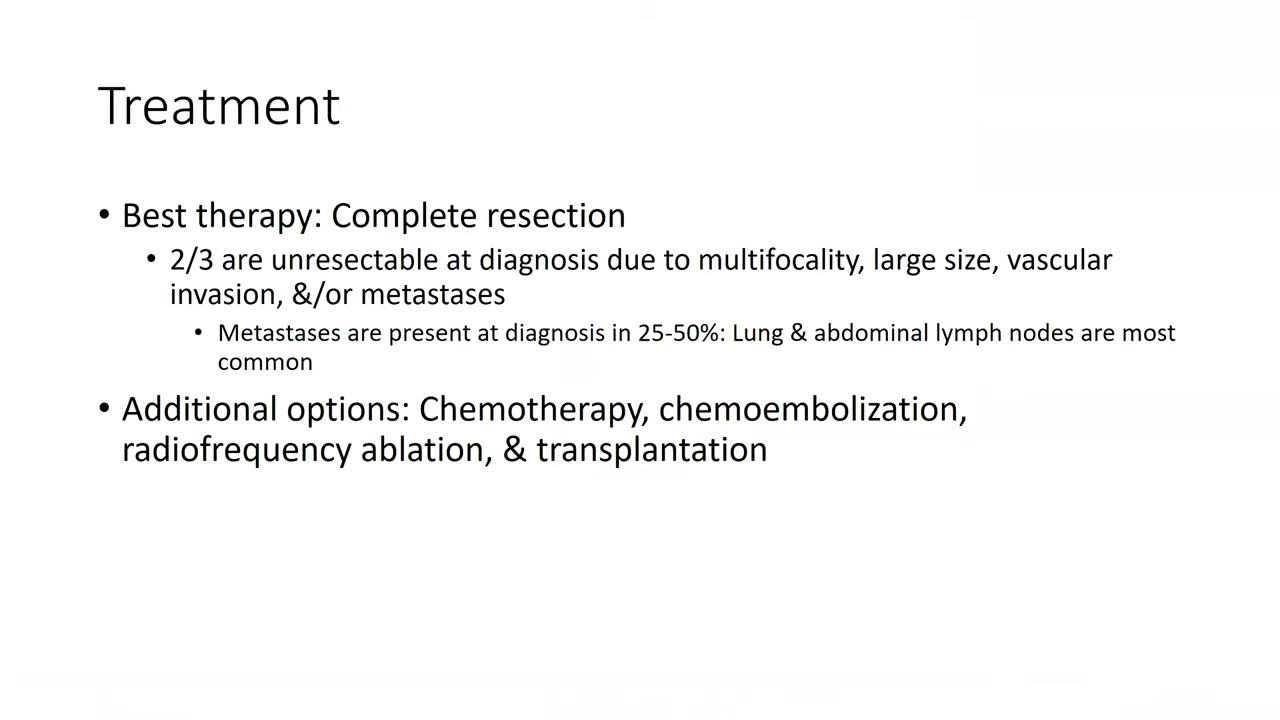 Treatment
• Best therapy: Complete resection
• 2/3 are unresectable at diagnosis due to multifocality, large size, vascular
invasion, &/or metastases
• Metastases are present at diagnosis in 25-50%: Lung & abdominal lymph nodes are most
common
• Additional options: Chemotherapy, chemoembolization,
radiofrequency ablation, & transplantation